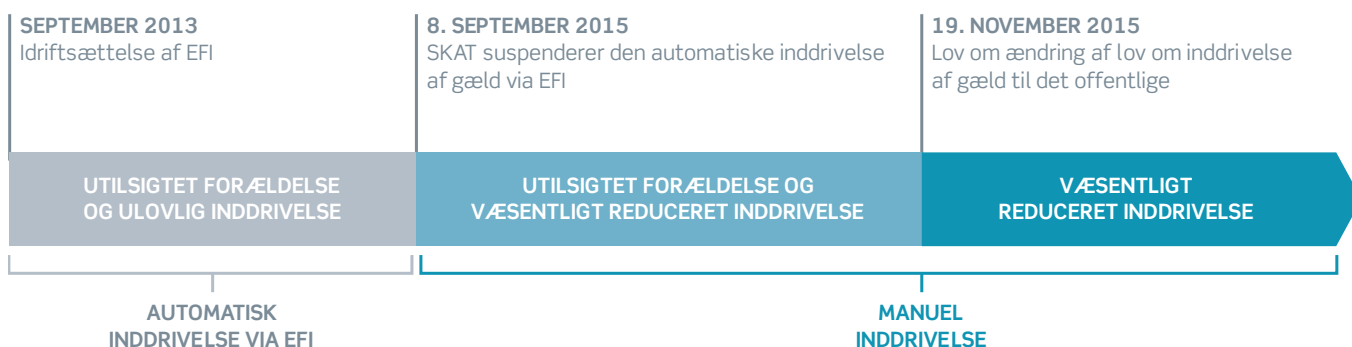 SEPTEMBER 2013
Idriftsættelse af EFI
8. SEPTEMBER 2015
SKAT suspenderer den automatiske inddrivelse
af gæld via EFI
19. NOVEMBER 2015
Lov om ændring af lov om inddrivelse
af gæld til det offentlige
UTILSIGTET FORÆLDELSE
OG ULOVLIG INDDRIVELSE
UTILSIGTET FORÆLDELSE OG
VÆSENTLIGT REDUCERET INDDRIVELSE
VÆSENTLIGT
REDUCERET INDDRIVELSE
AUTOMATISK
INDDRIVELSE VIA EFI
MANUEL
INDDRIVELSE